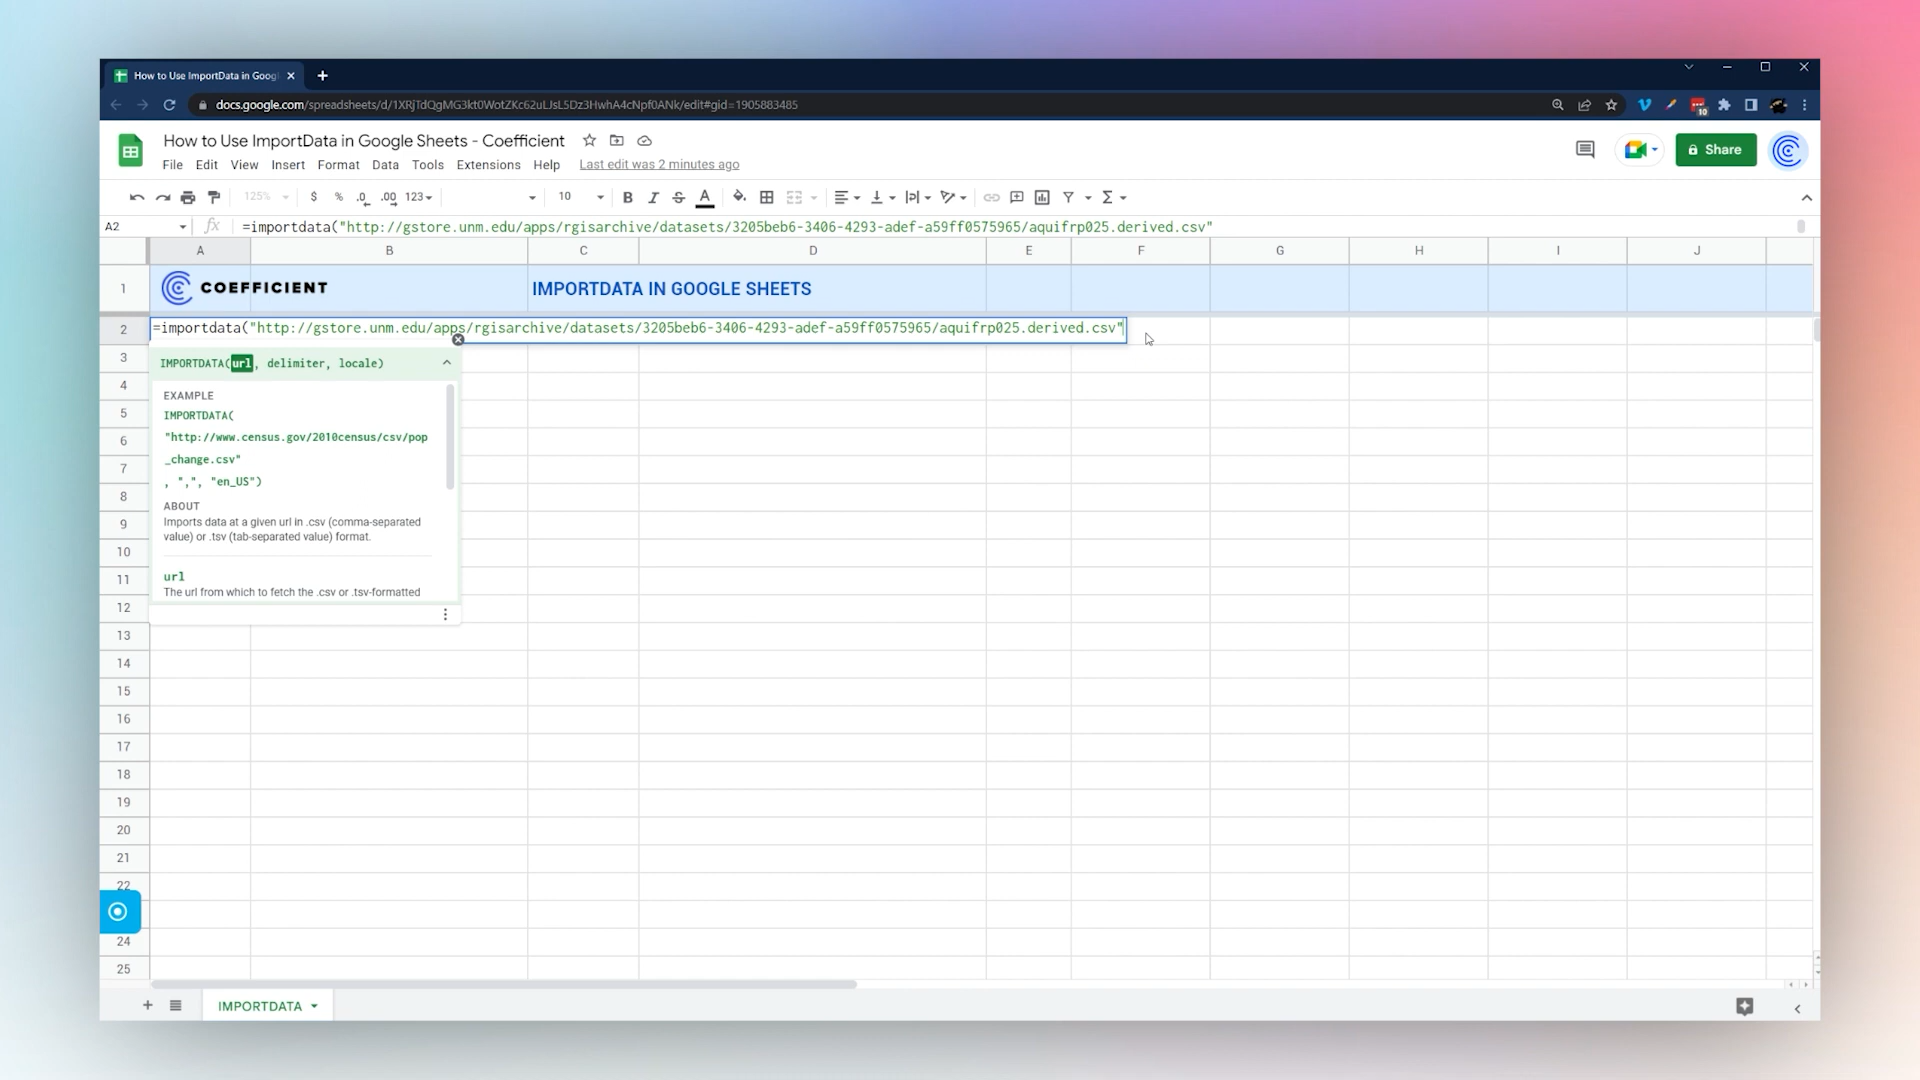 How to Use ImportData in Goog
docs.google.com/spreadsheets/d/1XRjTdQgMG3kt0WotZKc62uLJsL5Dz3HwhA4cNpf0ANk/edit#gid=1905883485
10
How to Use ImportData in Google Sheets - Coefficient
File Edit View Insert Format Data Tools Extensions Help Last edit was 2 minutes ago
Share
125% $ % .0 .00 123 10 B I S A Σ
A2 fx =importdata("http://gstore.unm.edu/apps/rgisarchive/datasets/3205beb6-3406-4293-adef-a59ff0575965/aquifrp025.derived.csv"
A B C D E F G H I J
1 COEFFICIENT IMPORTDATA IN GOOGLE SHEETS
2 =importdata("http://gstore.unm.edu/apps/rgisarchive/datasets/3205beb6-3406-4293-adef-a59ff0575965/aquifrp025.derived.csv"
3
IMPORTDATA(url, delimiter, locale)
4
EXAMPLE
5 IMPORTDATA(
6 "http://www.census.gov/2010census/csv/pop
_change.csv"
7
8 , ",", "en_US")
ABOUT
9 Imports data at a given url in .csv (comma-separated
value) or .tsv (tab-separated value) format.
10
11 url
The url from which to fetch the .csv or .tsv-formatted
12
13
14
15
16
17
18
19
20
21
22
24
25
IMPORTDATA